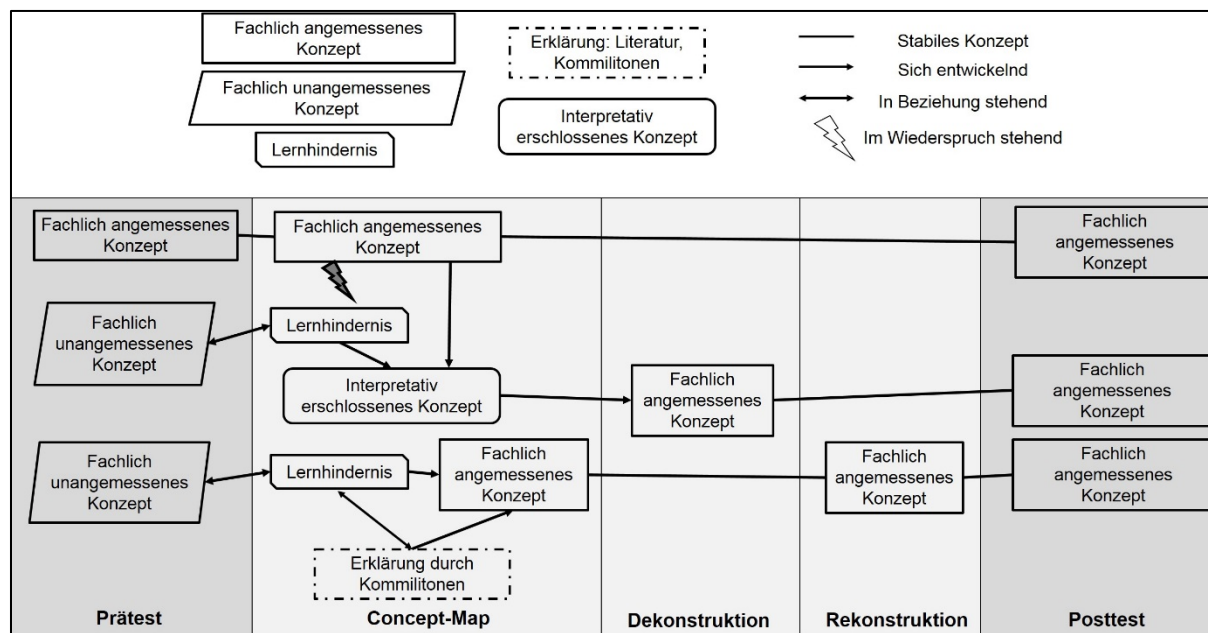 Fachlich angemessenes
Konzept
Fachlich unangemessenes
Konzept
Lernhindernis
Erklärung: Literatur,
Kommilitonen
Interpretativ
erschlossenes Konzept
Stabiles Konzept
Sich entwickelnd
In Beziehung stehend
Im Wiederspruch stehend
Fachlich angemessenes
Konzept
Fachlich angemessenes
Konzept
Fachlich
angemessenes
Konzept
Fachlich
unangemessenes
Konzept
Lernhindernis
Interpretativ
erschlossenes Konzept
Fachlich
angemessenes
Konzept
Fachlich
angemessenes
Konzept
Fachlich
unangemessenes
Konzept
Lernhindernis
Fachlich
angemessenes
Konzept
Fachlich
angemessenes
Konzept
Fachlich
angemessenes
Konzept
Erklärung durch
Kommilitonen
Prätest
Concept-Map
Dekonstruktion
Rekonstruktion
Posttest